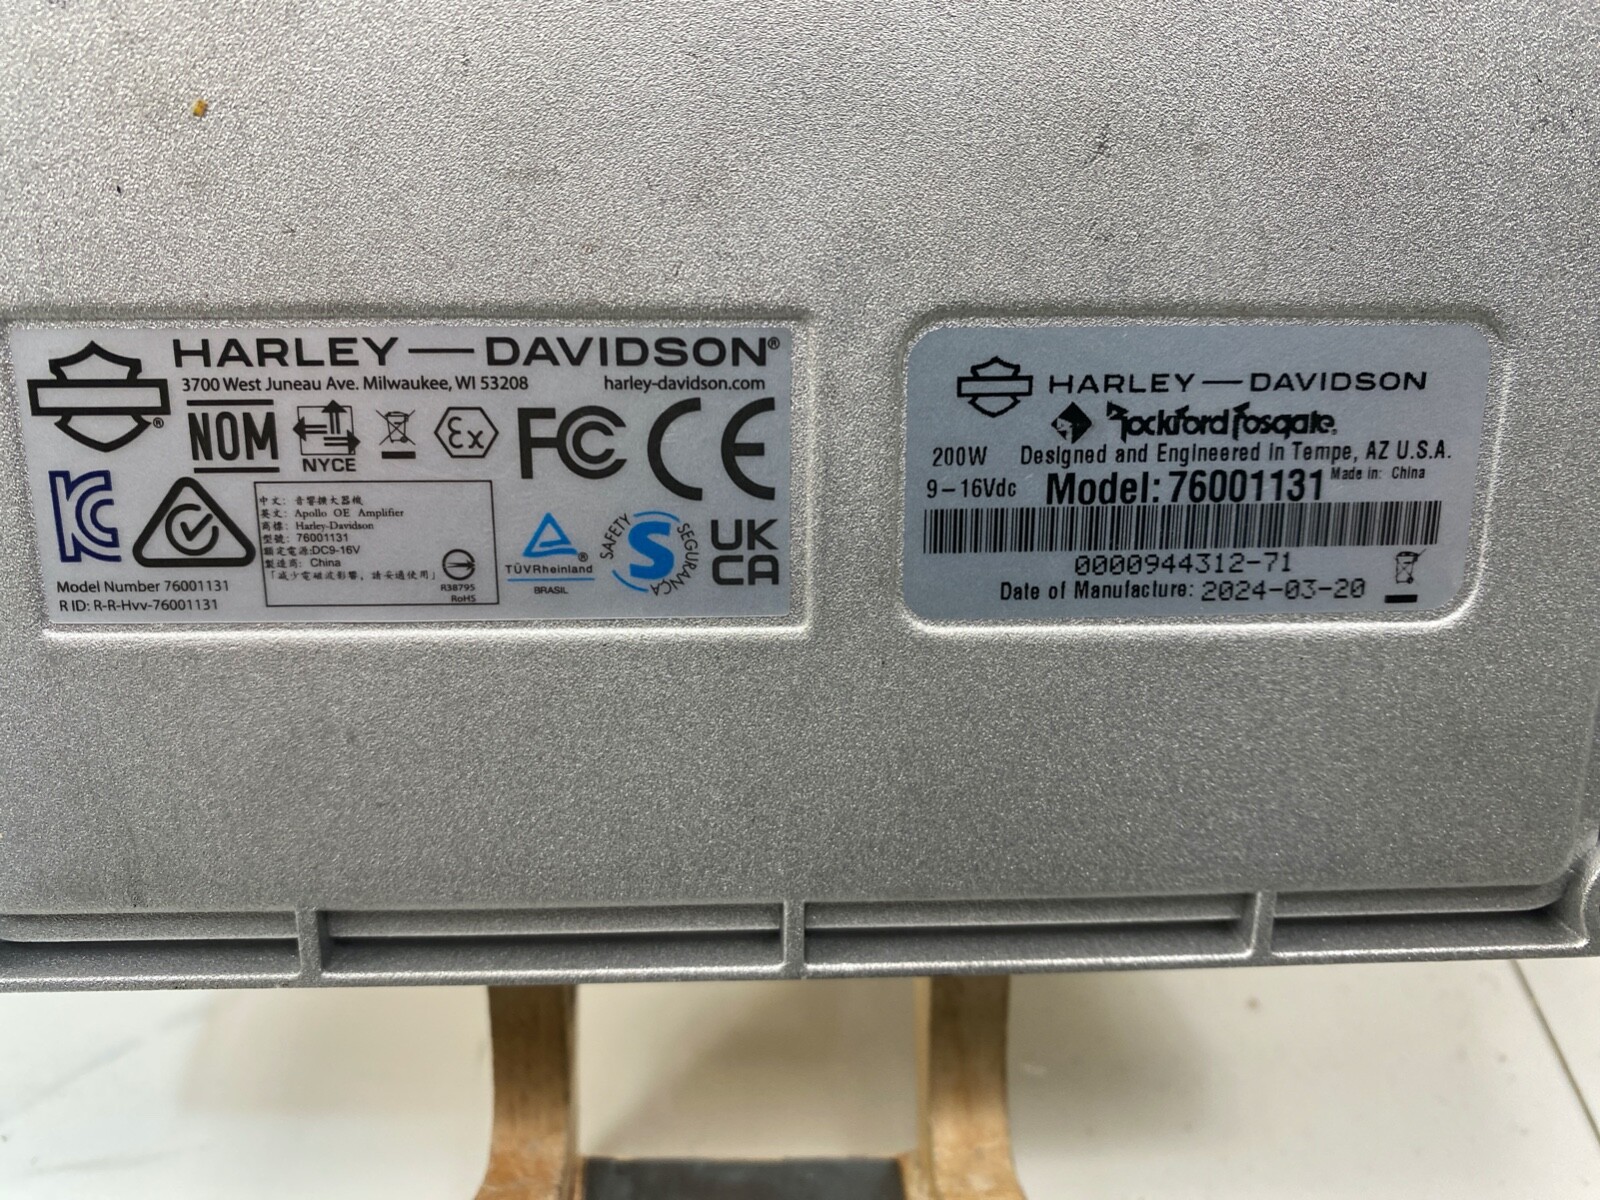 HARLEY—DAVIDSON®
3700 West Juneau Ave. Milwaukee, WI 53208 harley-davidson.com
®
NOM
NYCE
Ex
FCC
CE
KC
中文: 音響擴大器機
英文: Apollo OE Amplifier
商標: Harley-Davidson
型號: 76001131
額定電源:DC9-16V
製造商: China
「減少電磁波影響,請妥適使用」
R38795
RoHS
Model Number 76001131
R ID: R-R-Hvv-76001131
®
TÜVRheinland
BRASIL
SAFETY
S
SEGURANÇA
UK
CA
HARLEY—DAVIDSON
Rockford Fosgate®
200W Designed and Engineered in Tempe, AZ U.S.A.
9-16Vdc Model: 76001131 Made in: China
0000944312-71
Date of Manufacture: 2024-03-20